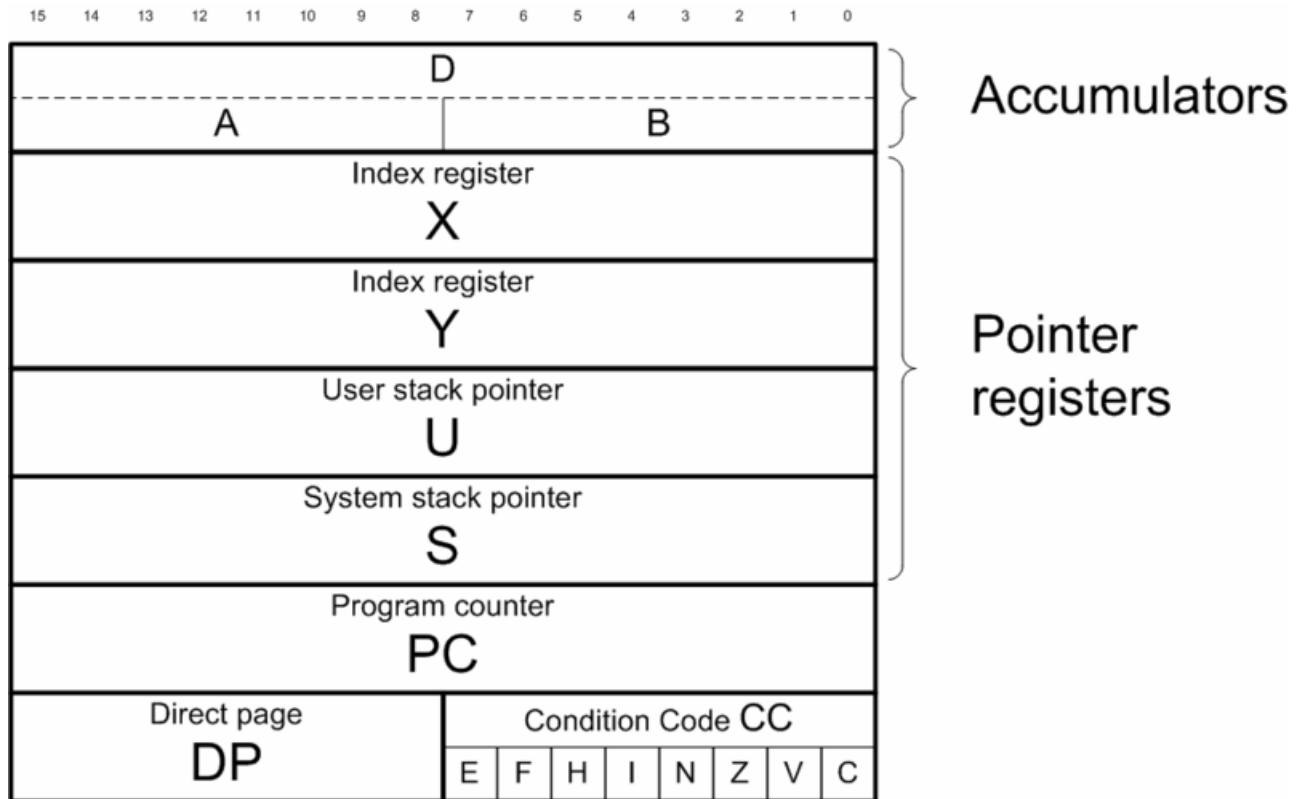 15 14 13 12 11 10 9 8 7 6 5 4 3 2 1 0
D
Accumulators
A B
Index register
X
Index register
Y
Pointer
registers
User stack pointer
U
System stack pointer
S
Program counter
PC
Direct page
DP
Condition Code CC
E F H I N Z V C